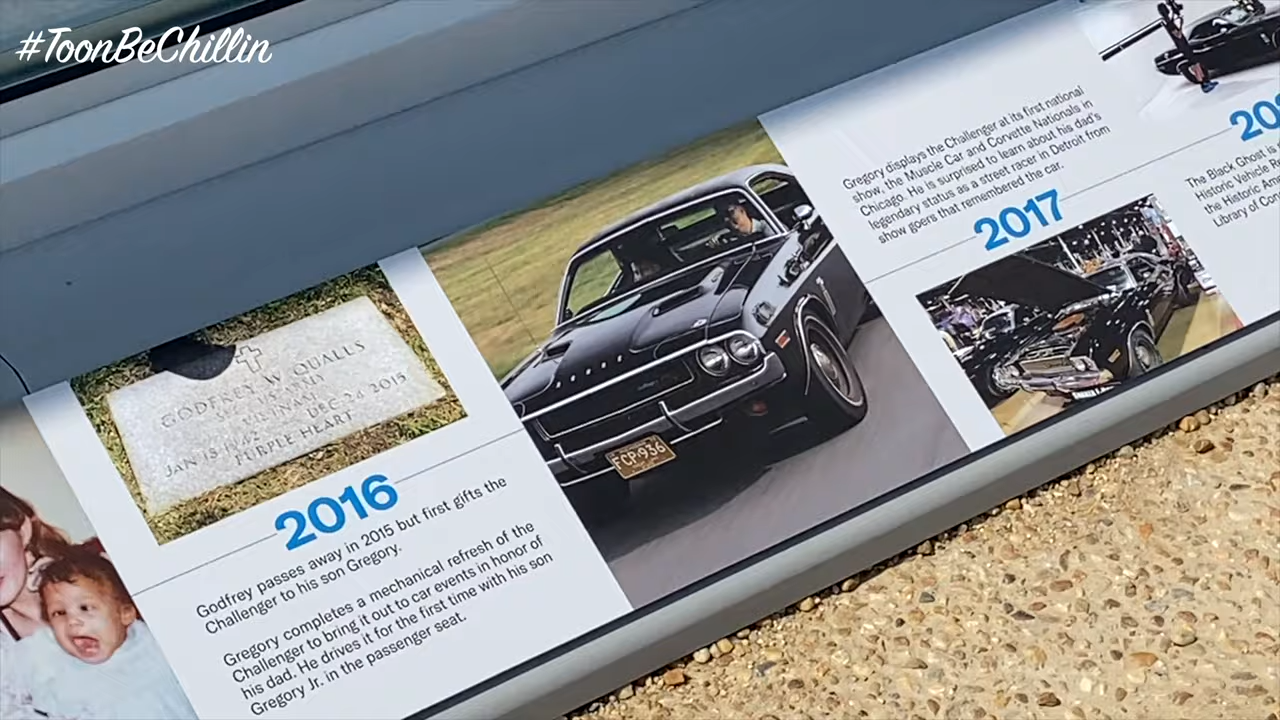 #ToonBeChillin
GODFREY W QUALLS
US ARMY
VIETNAM
JAN 15 1942 DEC 24 2015
PURPLE HEART
2016
Godfrey passes away in 2015 but first gifts the
Challenger to his son Gregory.
Gregory completes a mechanical refresh of the
Challenger to bring it out to car events in honor of
his dad. He drives it for the first time with his son
Gregory Jr. in the passenger seat.
FCP-936
Gregory displays the Challenger at its first national
show, the Muscle Car and Corvette Nationals in
Chicago. He is surprised to learn about his dad's
legendary status as a street racer in Detroit from
show goers that remembered the car.
2017
20
The Black Ghost is
Historic Vehicle
the Historic
Library of